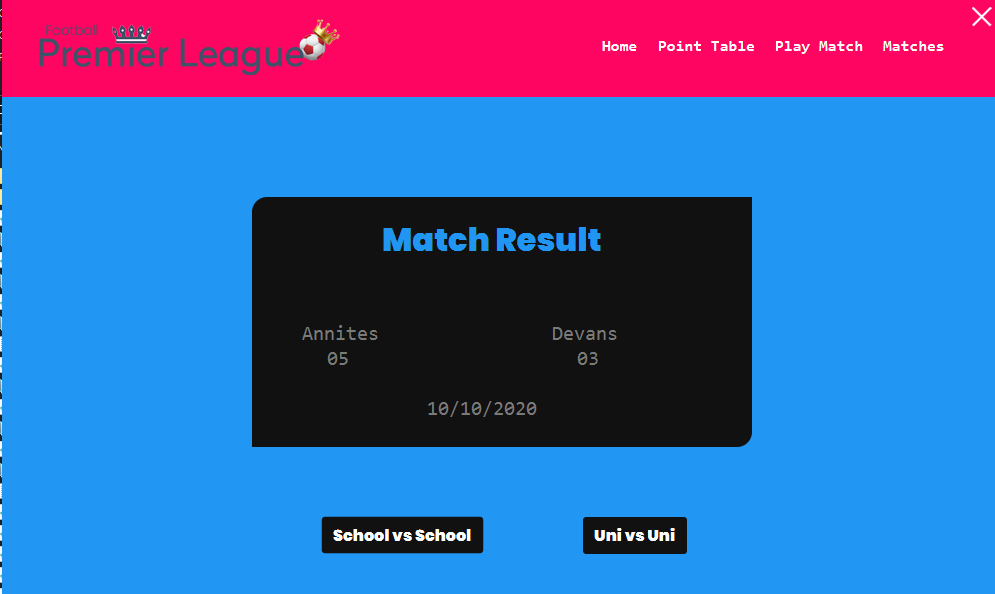 Football
Premier League
Home Point Table Play Match Matches
Match Result
Annites Devans
05 03
10/10/2020
School vs School Uni vs Uni